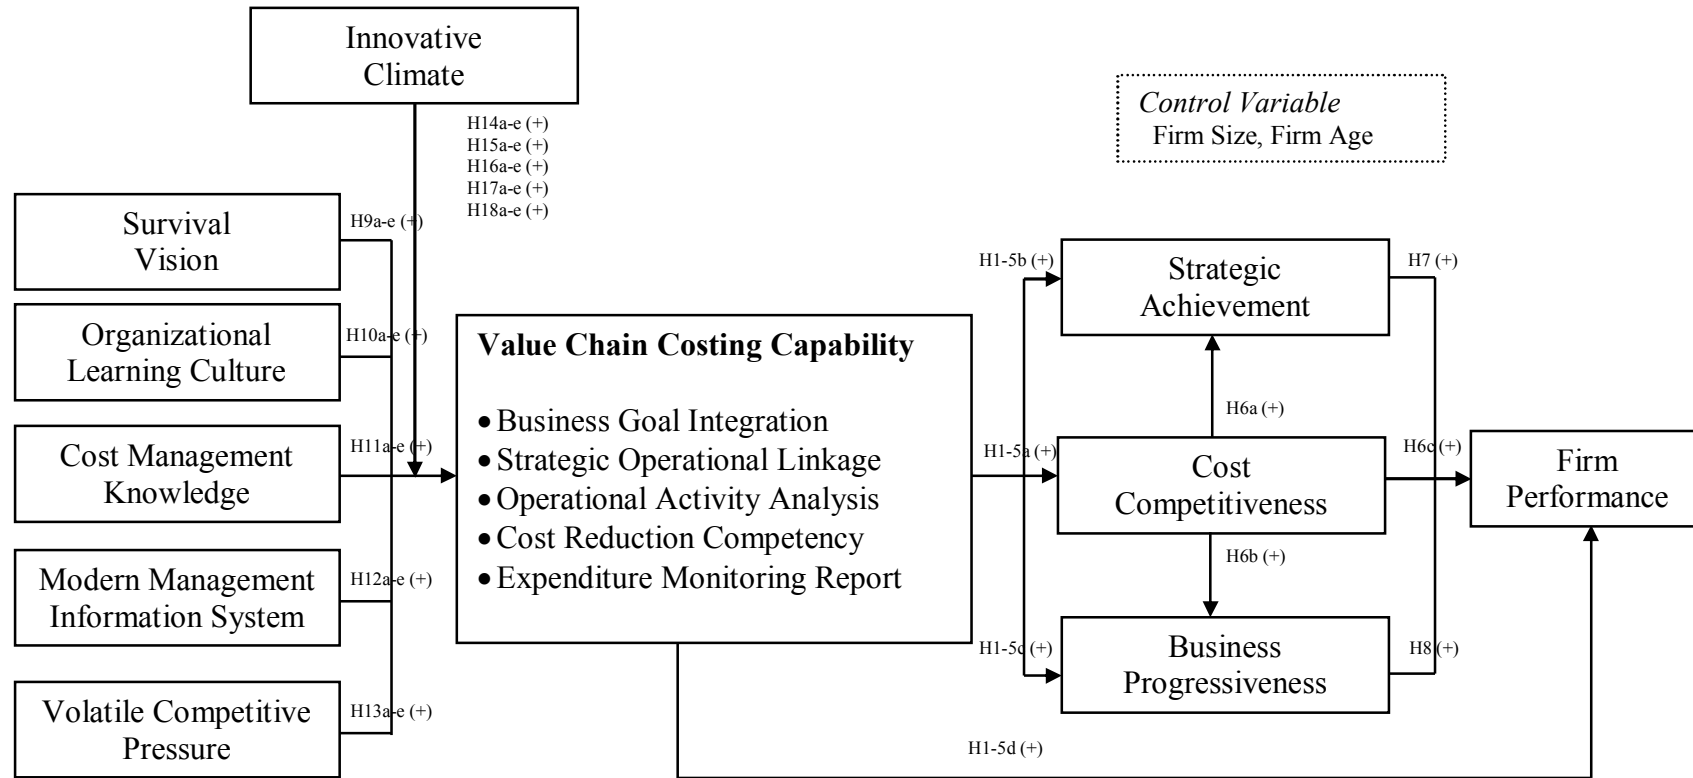 Innovative
Climate
Control Variable
Firm Size, Firm Age
H14a-e (+)
H15a-e (+)
H16a-e (+)
H17a-e (+)
H18a-e (+)
Survival
Vision
H9a-e (+)
Organizational
Learning Culture
H10a-e (+)
Cost Management
Knowledge
H11a-e (+)
Modern Management
Information System
H12a-e (+)
Volatile Competitive
Pressure
H13a-e (+)
Value Chain Costing Capability
• Business Goal Integration
• Strategic Operational Linkage
• Operational Activity Analysis
• Cost Reduction Competency
• Expenditure Monitoring Report
H1-5b (+)
H1-5a (+)
H1-5c (+)
H1-5d (+)
Strategic
Achievement
H6a (+)
Cost
Competitiveness
H6b (+)
Business
Progressiveness
H7 (+)
H6c (+)
H8 (+)
Firm
Performance